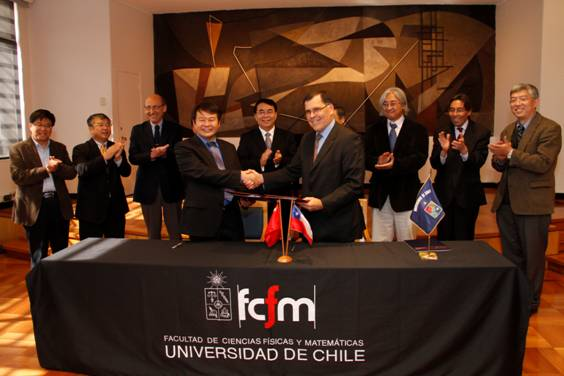 fcfm
FACULTAD DE CIENCIAS FÍSICAS Y MATEMÁTICAS
UNIVERSIDAD DE CHILE